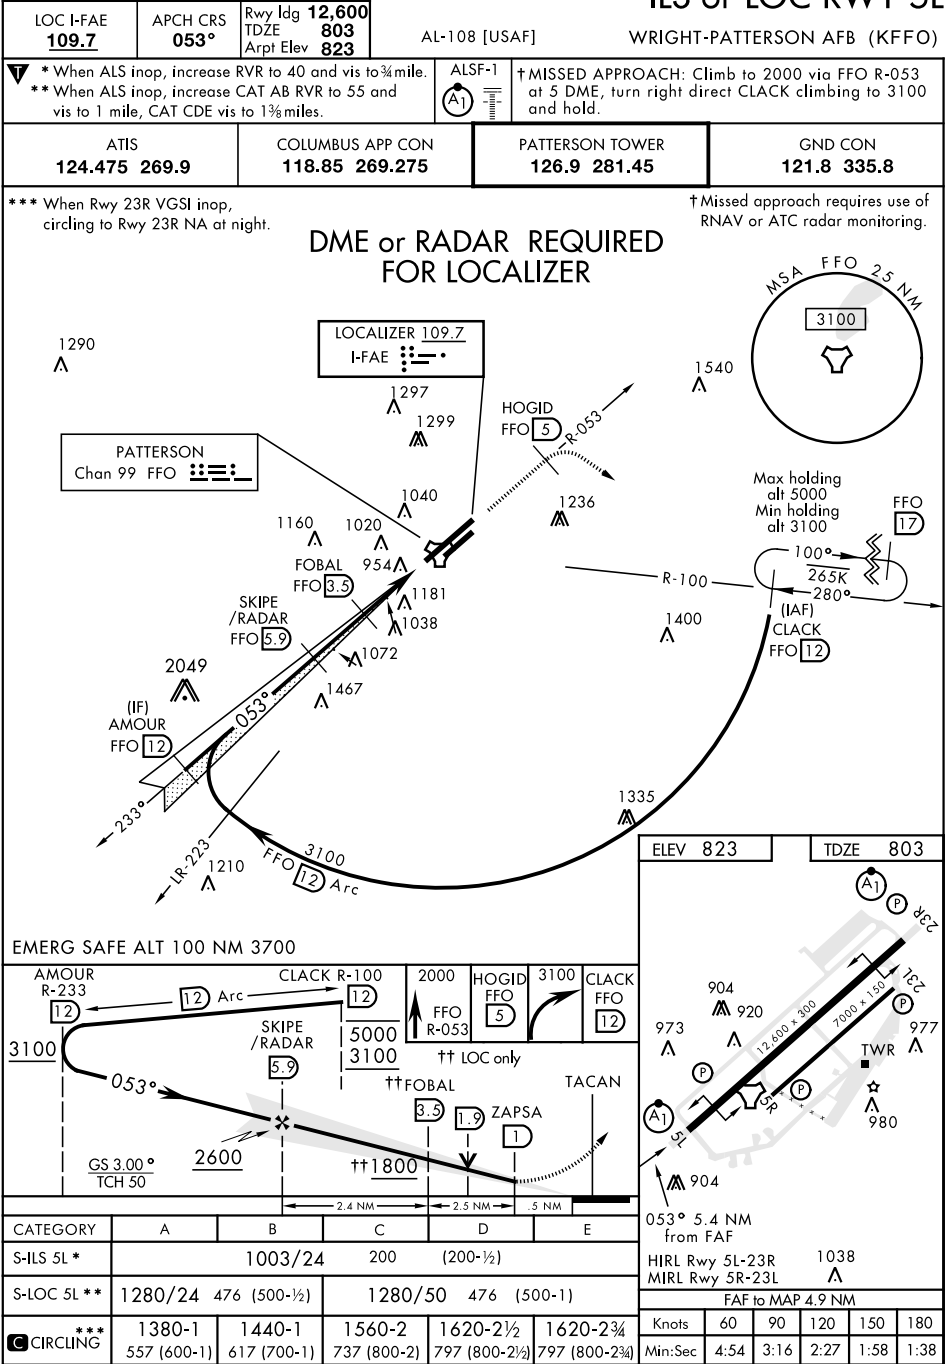 ILS or LOC RWY 5L
LOC I-FAE
109.7
APCH CRS
053°
Rwy ldg 12,600
TDZE 803
Arpt Elev 823
AL-108 [USAF]
WRIGHT-PATTERSON AFB (KFFO)
T
* When ALS inop, increase RVR to 40 and vis to ¾ mile.
** When ALS inop, increase CAT AB RVR to 55 and
vis to 1 mile, CAT CDE vis to 1⅜ miles.
ALSF-1
A1
† MISSED APPROACH: Climb to 2000 via FFO R-053
at 5 DME, turn right direct CLACK climbing to 3100
and hold.
ATIS
124.475 269.9
COLUMBUS APP CON
118.85 269.275
PATTERSON TOWER
126.9 281.45
GND CON
121.8 335.8
*** When Rwy 23R VGSI inop,
circling to Rwy 23R NA at night.
† Missed approach requires use of
RNAV or ATC radar monitoring.
DME or RADAR REQUIRED
FOR LOCALIZER
MSA FFO 25 NM
3100
LOCALIZER 109.7
I-FAE
1290
1297
1299
1540
HOGID
FFO 5
R-053
PATTERSON
Chan 99 FFO
1040
1236
Max holding
alt 5000
Min holding
alt 3100
FFO
17
1160
1020
954
100°
265K
280°
R-100
FOBAL
FFO 3.5
1181
SKIPE
/RADAR
FFO 5.9
1038
1072
1400
(IAF)
CLACK
FFO 12
2049
1467
(IF)
AMOUR
FFO 12
053°
233°
LR-223
1210
3100
FFO 12 Arc
1335
EMERG SAFE ALT 100 NM 3700
ELEV 823
TDZE 803
A1
P
23R
23L
904
920
12,600 x 300
7000 x 150
P
973
977
TWR
P
P
980
A1
5L
5R
904
053° 5.4 NM
from FAF
HIRL Rwy 5L-23R
MIRL Rwy 5R-23L
1038
AMOUR
R-233
12
12 Arc
CLACK R-100
12
2000
FFO
R-053
HOGID
FFO
5
3100
CLACK
FFO
12
3100
5000
3100
SKIPE
/RADAR
5.9
†† LOC only
††FOBAL
3.5
1.9
ZAPSA
1
TACAN
053°
GS 3.00°
TCH 50
2600
††1800
2.4 NM
2.5 NM
.5 NM
CATEGORY A B C D E
S-ILS 5L * 1003/24 200 (200-½)
S-LOC 5L ** 1280/24 476 (500-½) 1280/50 476 (500-1)
C CIRCLING *** 1380-1 1440-1 1560-2 1620-2½ 1620-2¾
557 (600-1) 617 (700-1) 737 (800-2) 797 (800-2½) 797 (800-2¾)
FAF to MAP 4.9 NM
Knots 60 90 120 150 180
Min:Sec 4:54 3:16 2:27 1:58 1:38